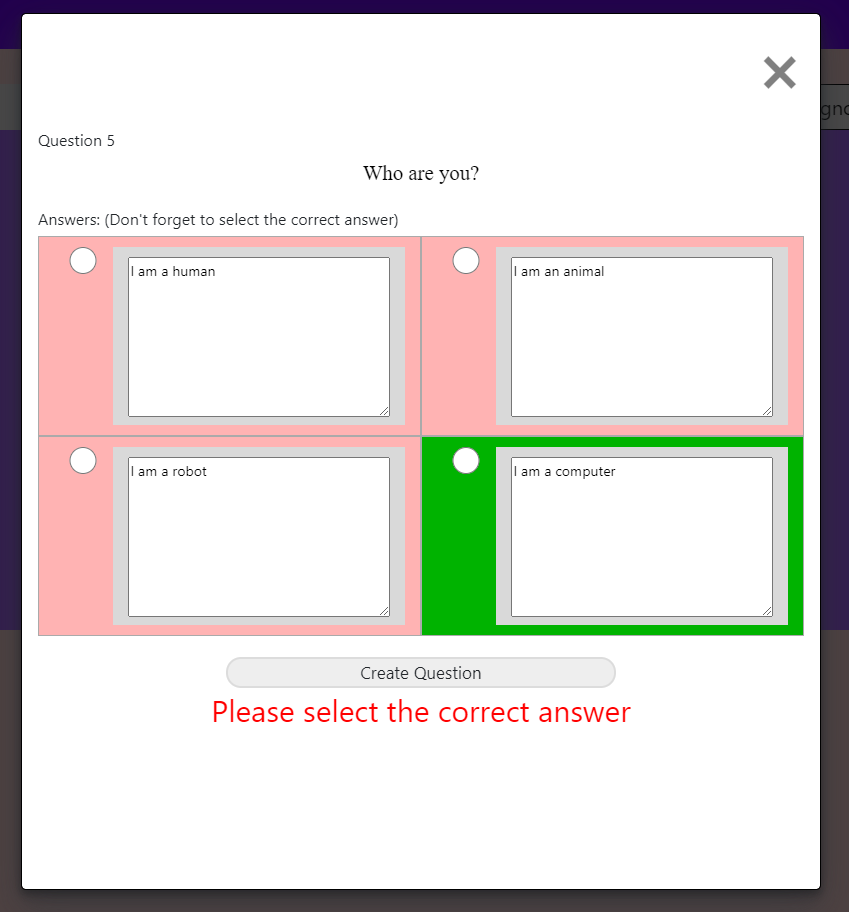 Question 5
Who are you?
Answers: (Don't forget to select the correct answer)
I am a human
I am an animal
I am a robot
I am a computer
Create Question
Please select the correct answer